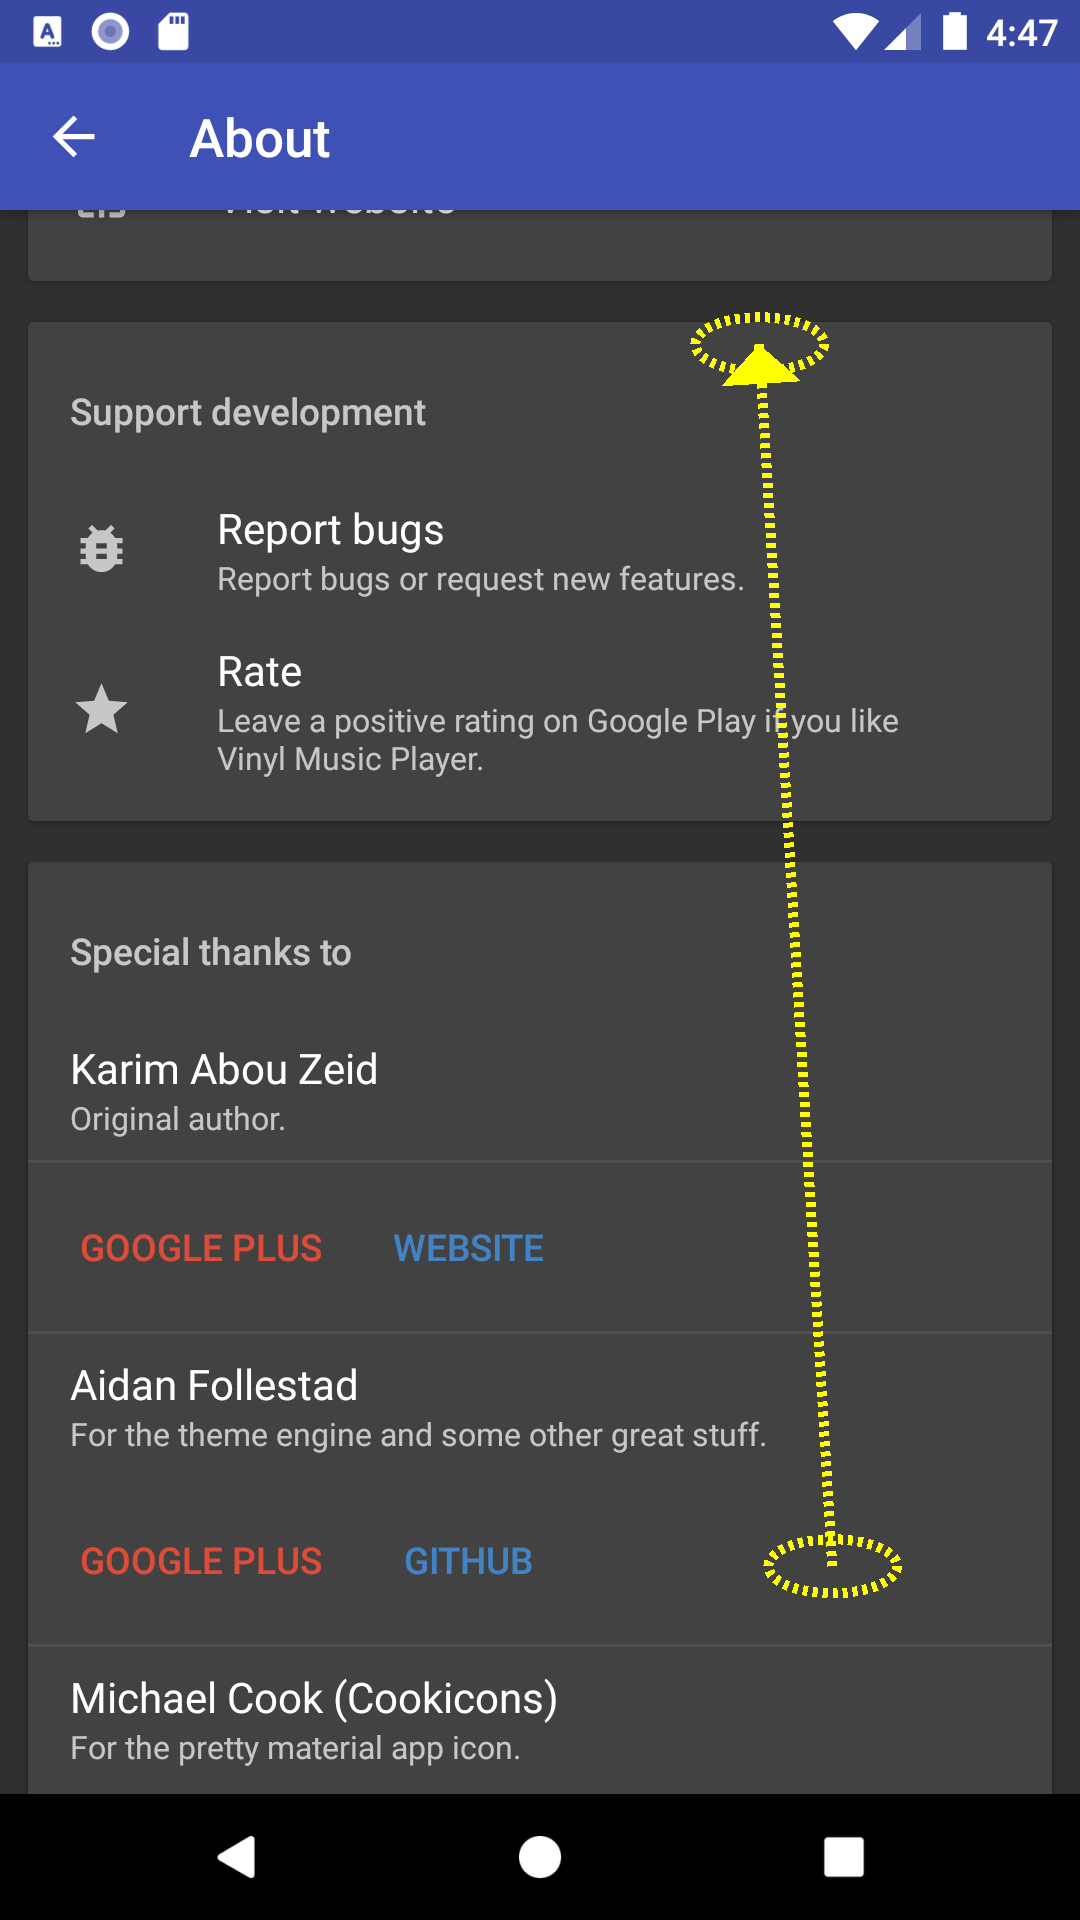 4:47
About
Visit website
Support development
Report bugs
Report bugs or request new features.
Rate
Leave a positive rating on Google Play if you like
Vinyl Music Player.
Special thanks to
Karim Abou Zeid
Original author.
GOOGLE PLUS WEBSITE
Aidan Follestad
For the theme engine and some other great stuff.
GOOGLE PLUS GITHUB
Michael Cook (Cookicons)
For the pretty material app icon.